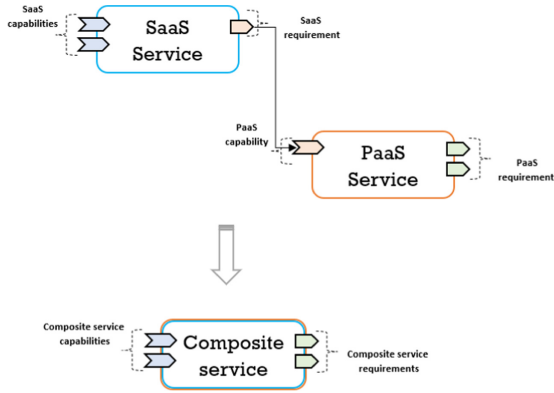 SaaS
capabilities
SaaS
Service
SaaS
requirement
PaaS
capability
PaaS
Service
PaaS
requirement
Composite service
capabilities
Composite
service
Composite service
requirements